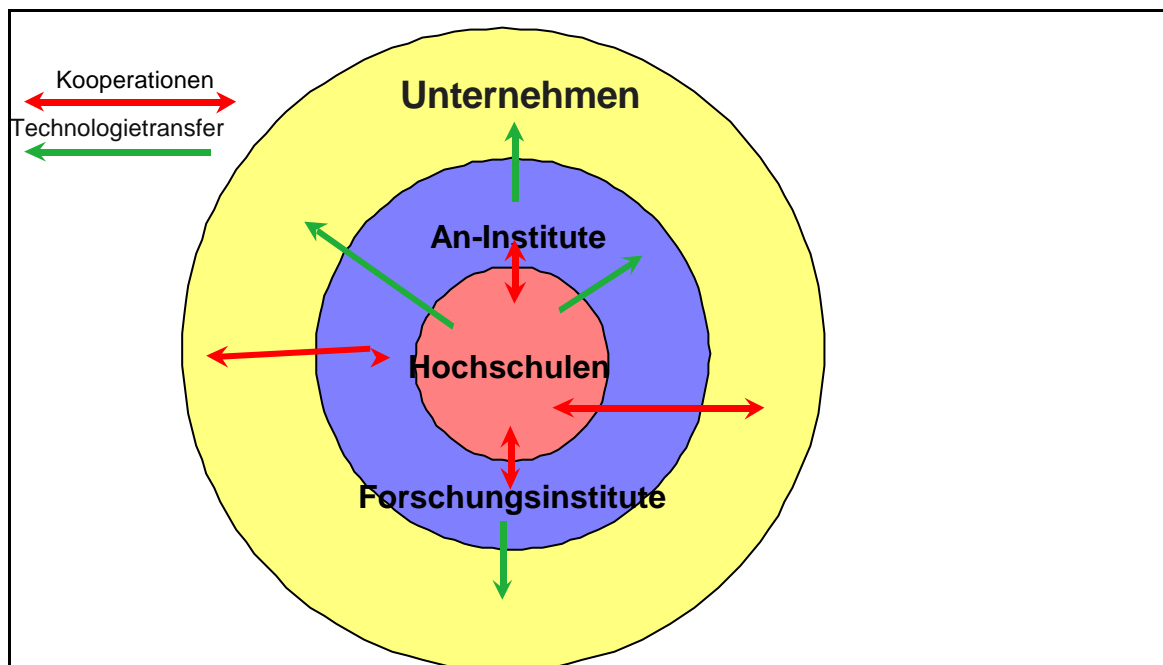 Kooperationen
Technologietransfer
Unternehmen
An-Institute
Hochschulen
Forschungsinstitute